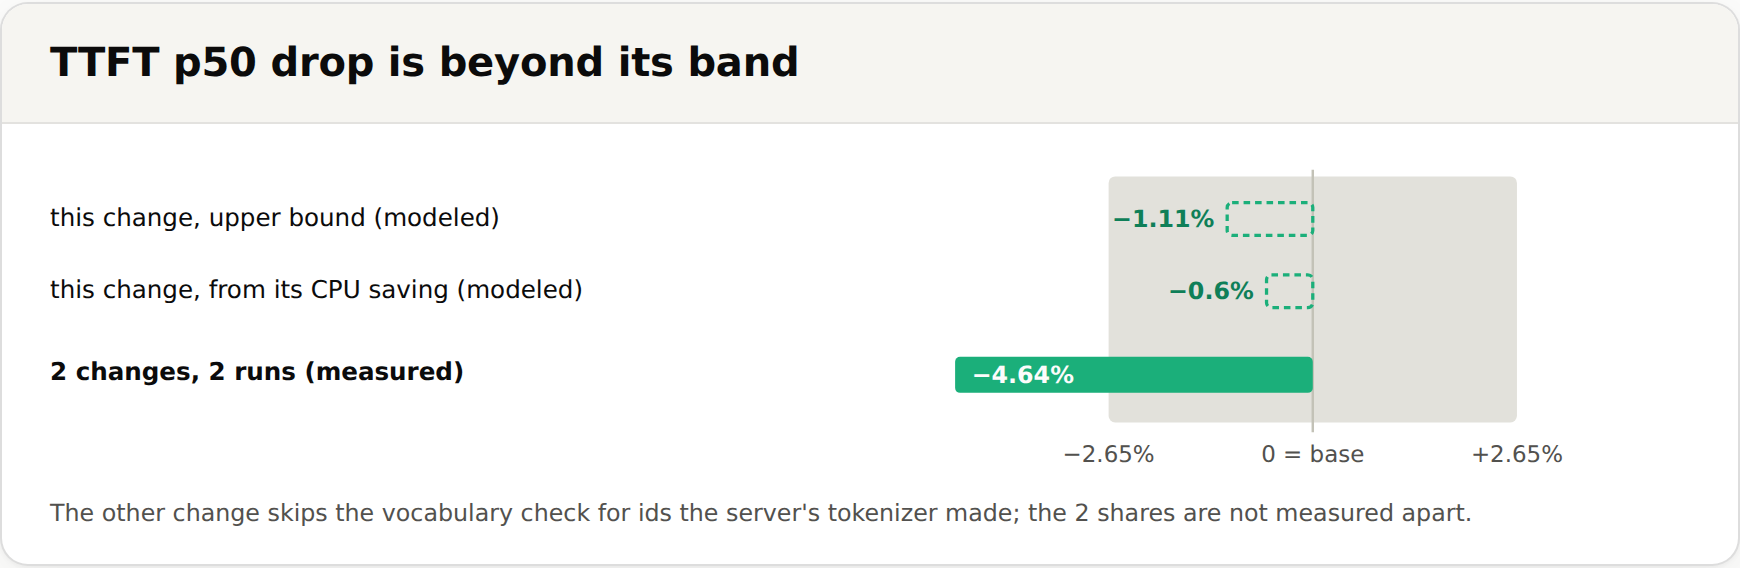 TTFT p50 drop is beyond its band
this change, upper bound (modeled)
−1.11%
this change, from its CPU saving (modeled)
−0.6%
2 changes, 2 runs (measured)
−4.64%
−2.65%
0 = base
+2.65%
The other change skips the vocabulary check for ids the server's tokenizer made; the 2 shares are not measured apart.